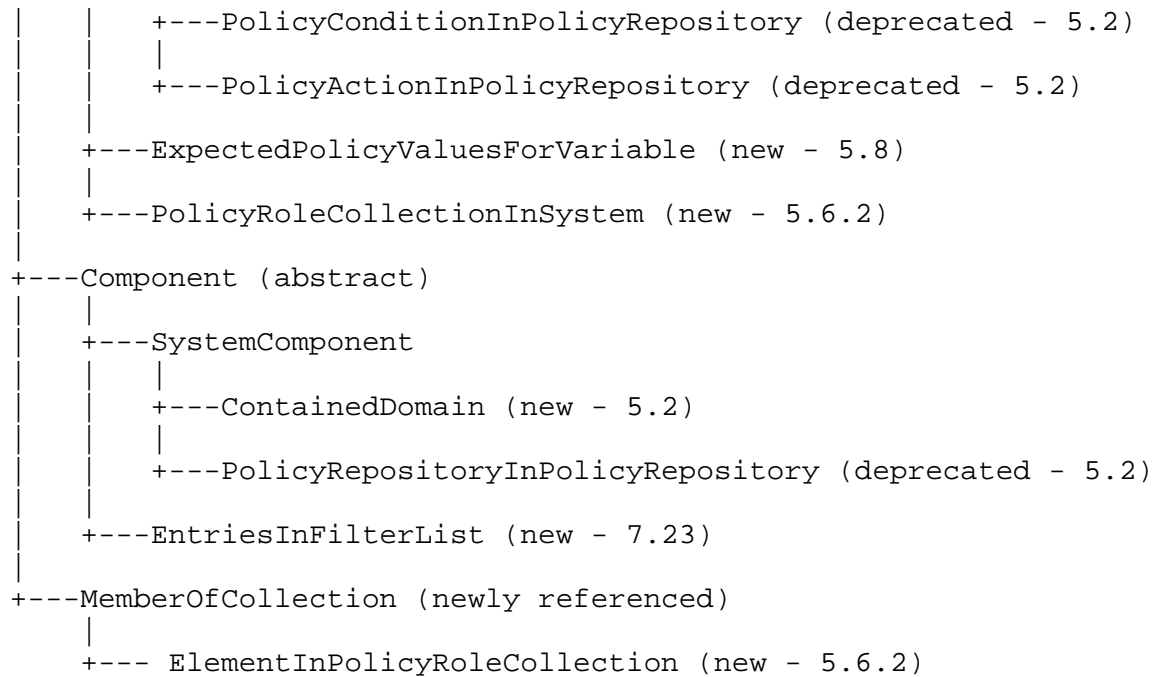 |   |   +---PolicyConditionInPolicyRepository (deprecated - 5.2)
|   |   |
|   |   +---PolicyActionInPolicyRepository (deprecated - 5.2)
|   |
|   +---ExpectedPolicyValuesForVariable (new - 5.8)
|   |
|   +---PolicyRoleCollectionInSystem (new - 5.6.2)
|
+---Component (abstract)
|   |
|   +---SystemComponent
|   |   |
|   |   +---ContainedDomain (new - 5.2)
|   |   |
|   |   +---PolicyRepositoryInPolicyRepository (deprecated - 5.2)
|   |
|   +---EntriesInFilterList (new - 7.23)
|
+---MemberOfCollection (newly referenced)
    |
    +--- ElementInPolicyRoleCollection (new - 5.6.2)